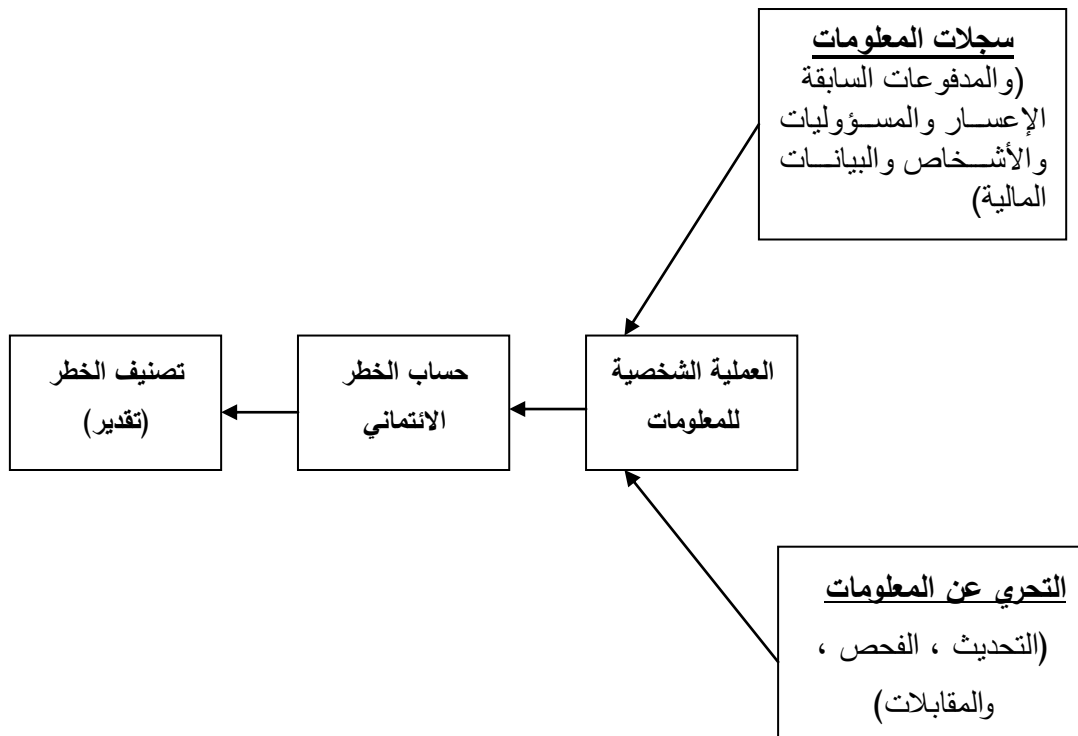 سجلات المعلومات
(والمدفوعات السابقة
الإعسار والمسؤوليات
والأشخاص والبيانات
المالية)
العملية الشخصية
للمعلومات
حساب الخطر
الائتماني
تصنيف الخطر
(تقدير)
التحري عن المعلومات
(التحديث ، الفحص ،
والمقابلات)